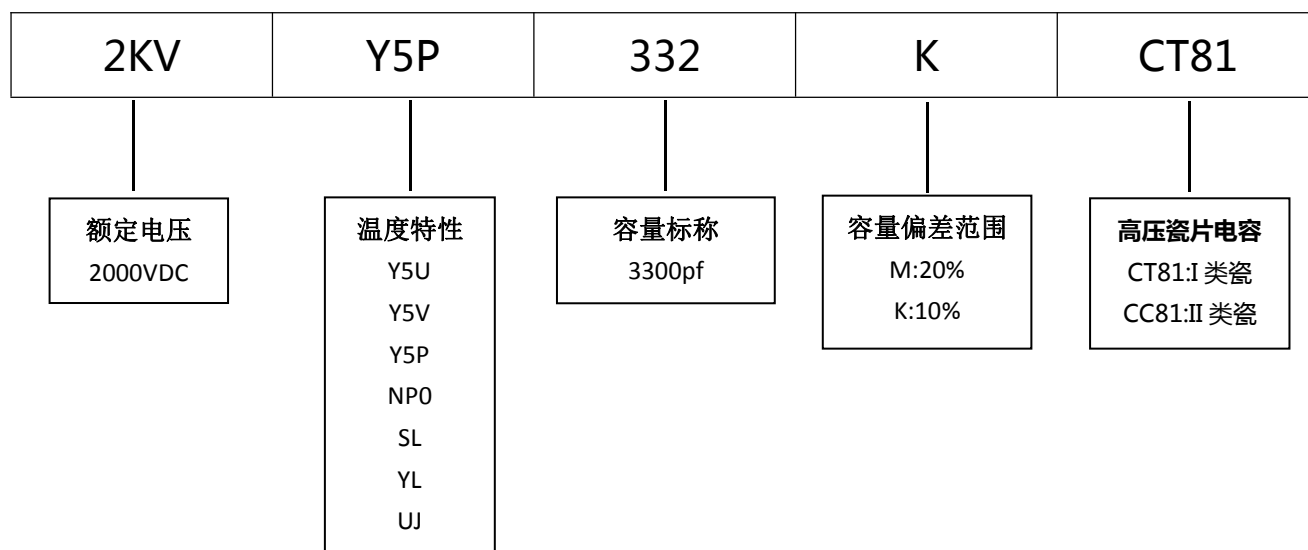 2KV Y5P 332 K CT81
额定电压
2000VDC
温度特性
Y5U
Y5V
Y5P
NP0
SL
YL
UJ
容量标称
3300pf
容量偏差范围
M:20%
K:10%
高压瓷片电容
CT81:I 类瓷
CC81:II 类瓷